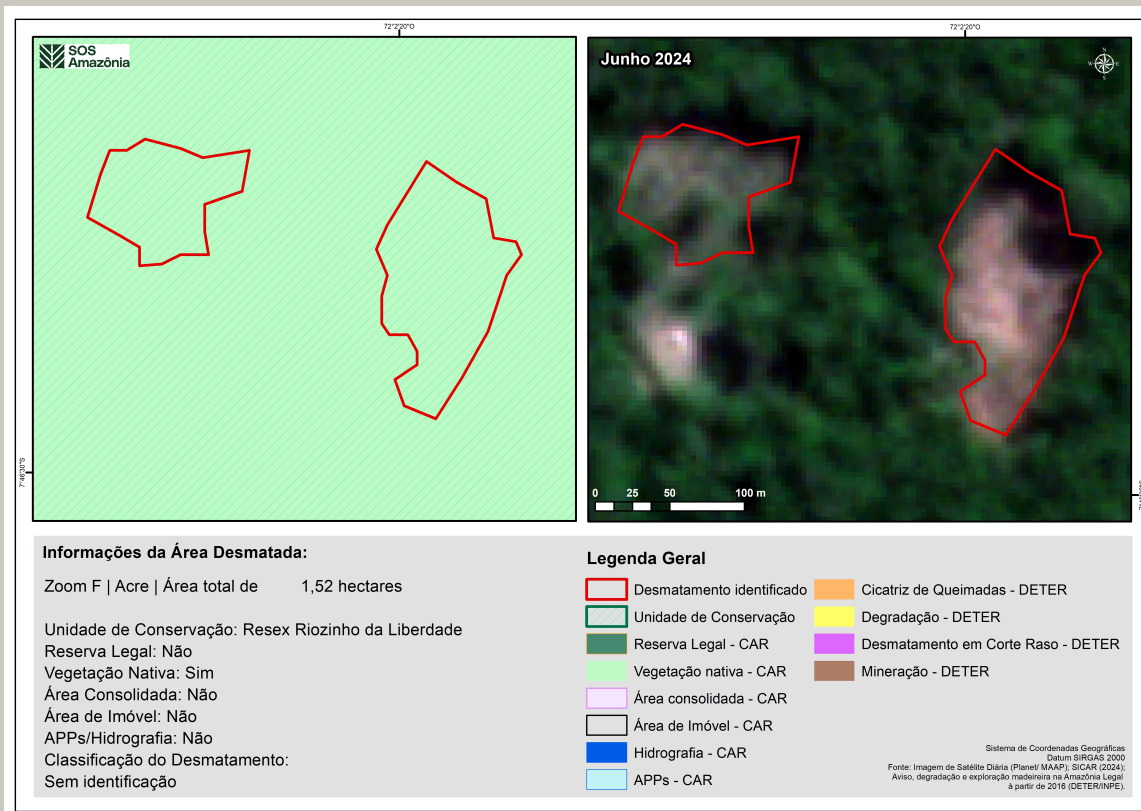 72°2'20"O
72°2'20"O
SOS
Amazônia
Junho 2024
N
W
E
S
7°46'30"S
0 25 50 100 m
Informações da Área Desmatada:
Zoom F | Acre | Área total de 1,52 hectares
Unidade de Conservação: Resex Riozinho da Liberdade
Reserva Legal: Não
Vegetação Nativa: Sim
Área Consolidada: Não
Área de Imóvel: Não
APPs/Hidrografia: Não
Classificação do Desmatamento:
Sem identificação
Legenda Geral
Desmatamento identificado
Unidade de Conservação
Reserva Legal - CAR
Vegetação nativa - CAR
Área consolidada - CAR
Área de Imóvel - CAR
Hidrografia - CAR
APPs - CAR
Cicatriz de Queimadas - DETER
Degradação - DETER
Desmatamento em Corte Raso - DETER
Mineração - DETER
Sistema de Coordenadas Geográficas
Datum SIRGAS 2000
Fonte: Imagem de Satélite Diária (Planet/ MAAP); SICAR (2024);
Aviso, degradação e exploração madeireira na Amazônia Legal
à partir de 2016 (DETER/INPE).